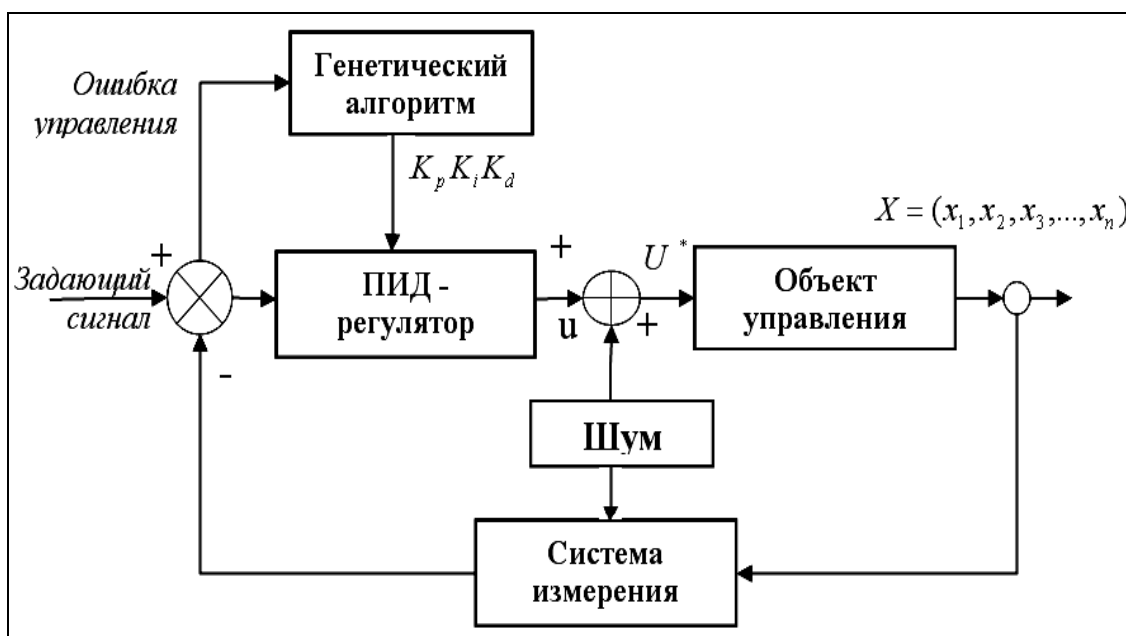 Генетический
алгоритм
Ошибка
управления
K_p K_i K_d
X = (x_1, x_2, x_3, ..., x_n)
+
Задающий
сигнал
ПИД -
регулятор
+
u
U^*
+
Объект
управления
-
Шум
Система
измерения